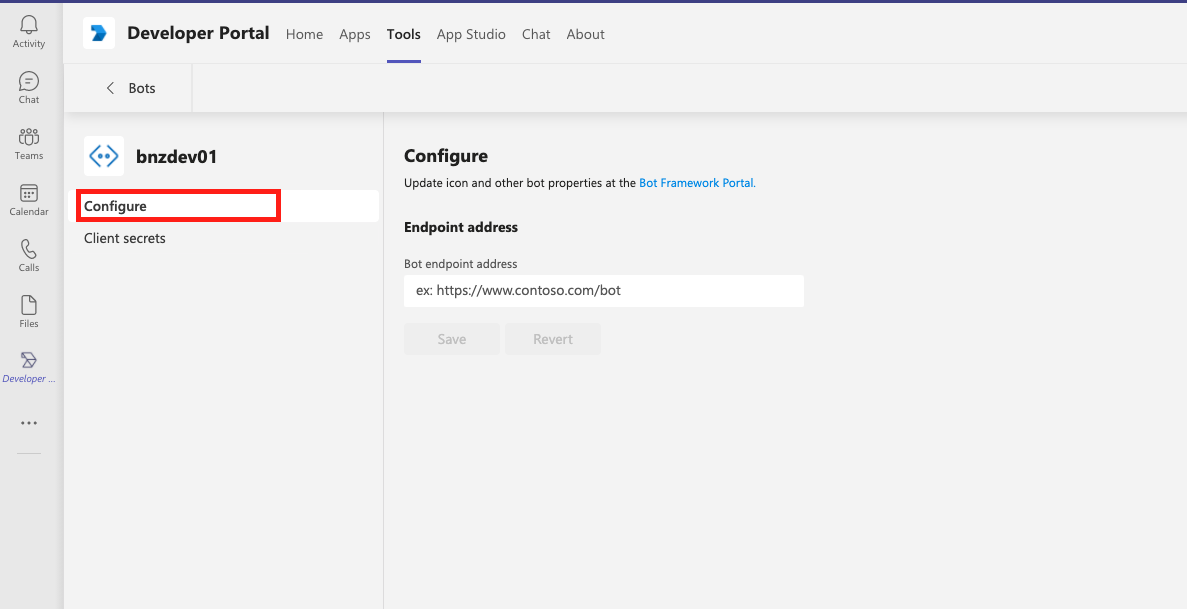 Activity
Chat
Teams
Calendar
Calls
Files
Developer ...
Developer Portal
Home
Apps
Tools
App Studio
Chat
About
Bots
bnzdev01
Configure
Client secrets
Configure
Update icon and other bot properties at the Bot Framework Portal.
Endpoint address
Bot endpoint address
ex: https://www.contoso.com/bot
Save
Revert